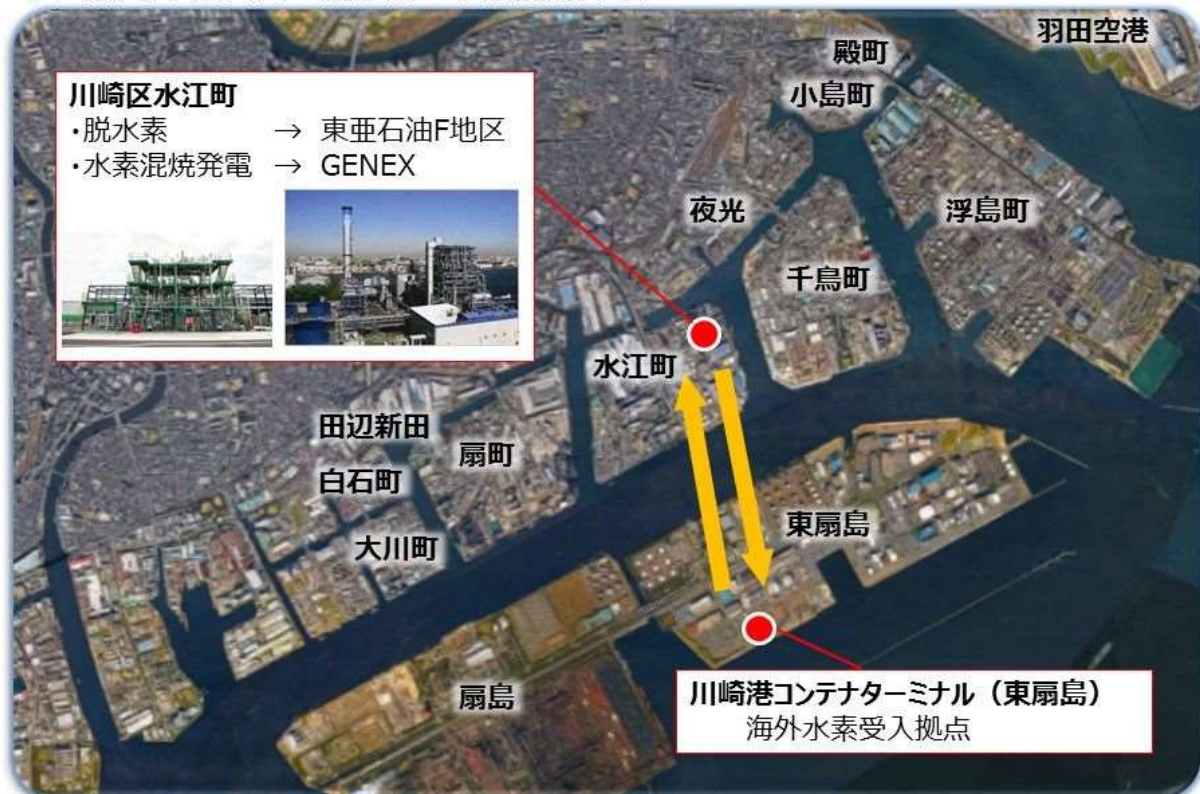 羽田空港
殿町
小島町
川崎区水江町
・脱水素 → 東亜石油F地区
・水素混焼発電 → GENEX
夜光
浮島町
千鳥町
水江町
田辺新田
扇町
白石町
大川町
東扇島
扇島
川崎港コンテナターミナル（東扇島）
海外水素受入拠点